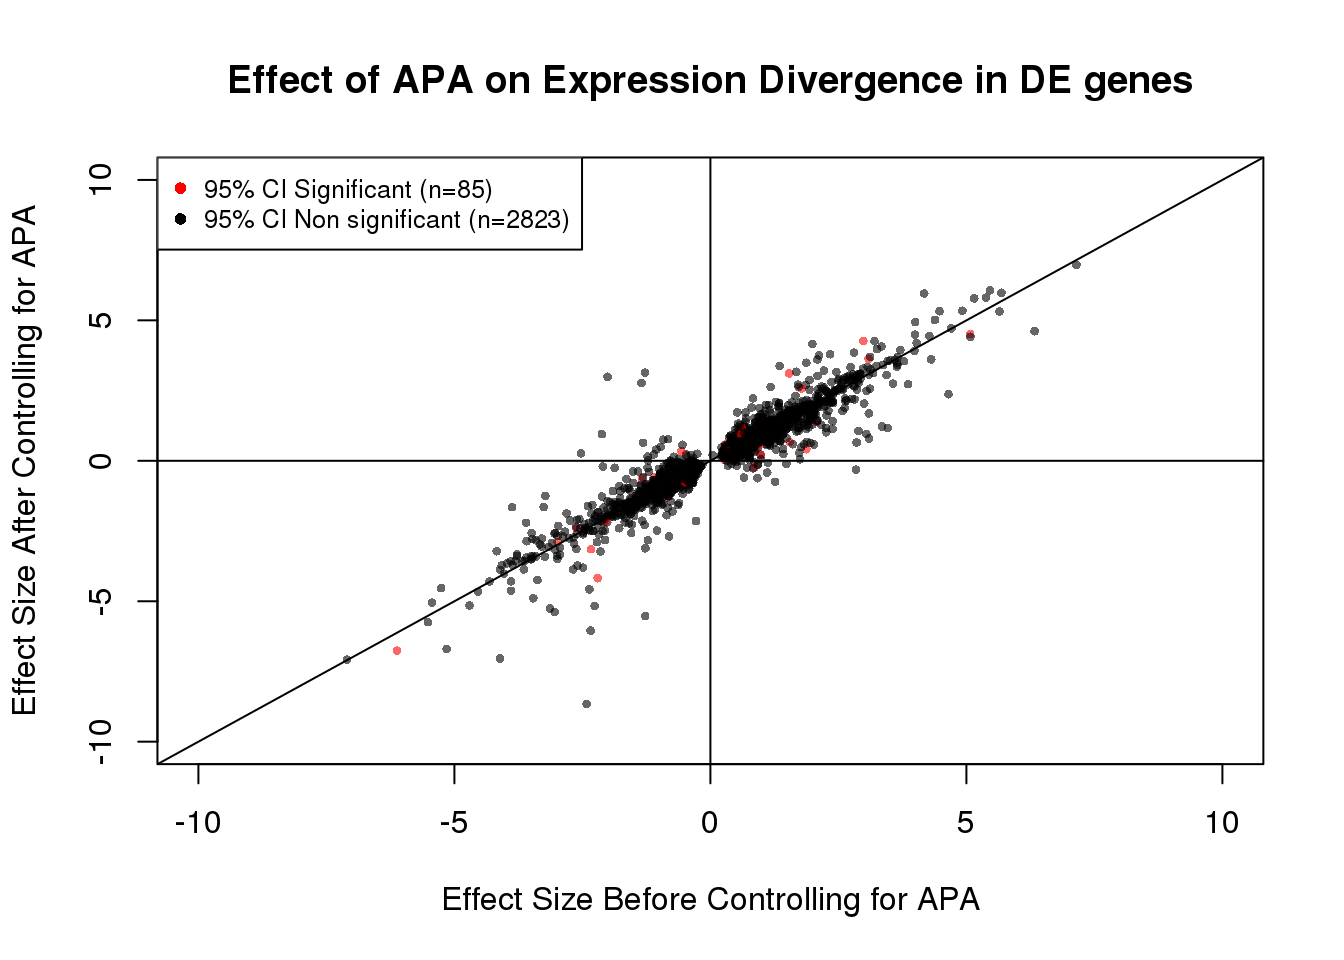 Effect of APA on Expression Divergence in DE genes
95% CI Significant (n=85)
95% CI Non significant (n=2823)
Effect Size After Controlling for APA
10
5
0
-5
-10
-10
-5
0
5
10
Effect Size Before Controlling for APA